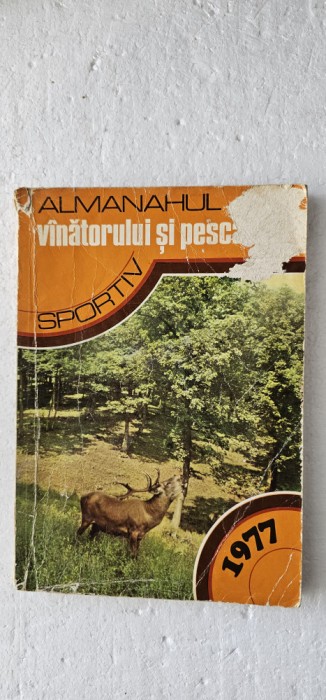 ALMANAHUL
vînătorului și pesc
SPORTIV
1977